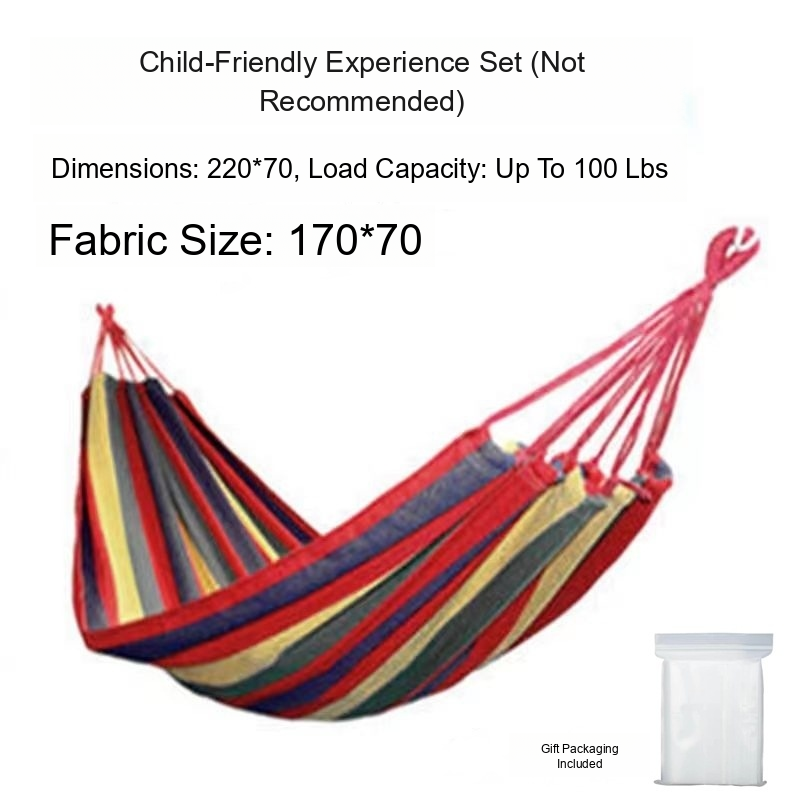 Child-Friendly Experience Set (Not
Recommended)
Dimensions: 220*70, Load Capacity: Up To 100 Lbs
Fabric Size: 170*70
Gift Packaging
Included